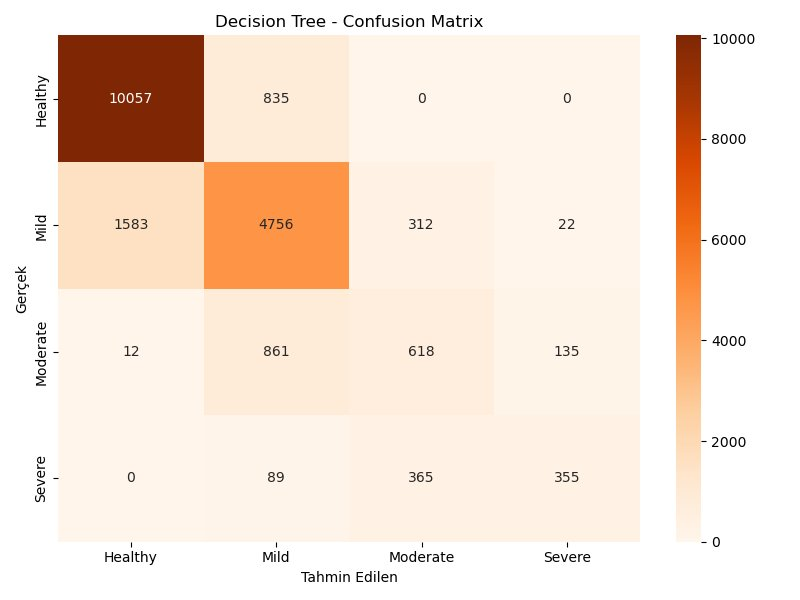 Decision Tree - Confusion Matrix
Gerçek
Healthy
10057 835 0 0
Mild
1583 4756 312 22
Moderate
12 861 618 135
Severe
0 89 365 355
Healthy Mild Moderate Severe
Tahmin Edilen
10000
8000
6000
4000
2000
0